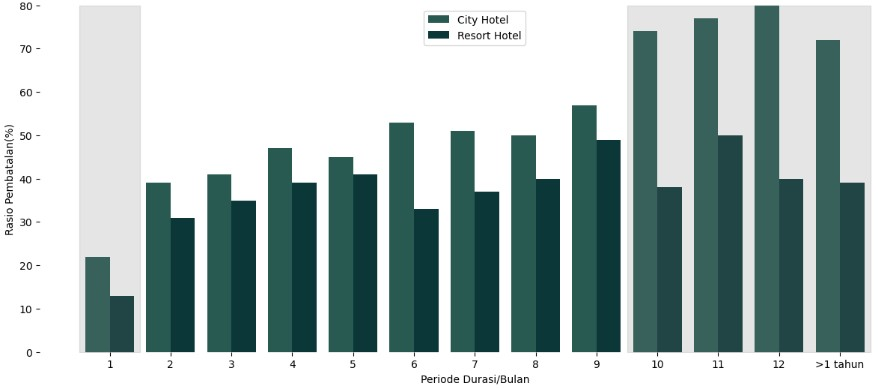 City Hotel
Resort Hotel
Rasio Pembatalan(%)
80
70
60
50
40
30
20
10
0
1 2 3 4 5 6 7 8 9 10 11 12 >1 tahun
Periode Durasi/Bulan